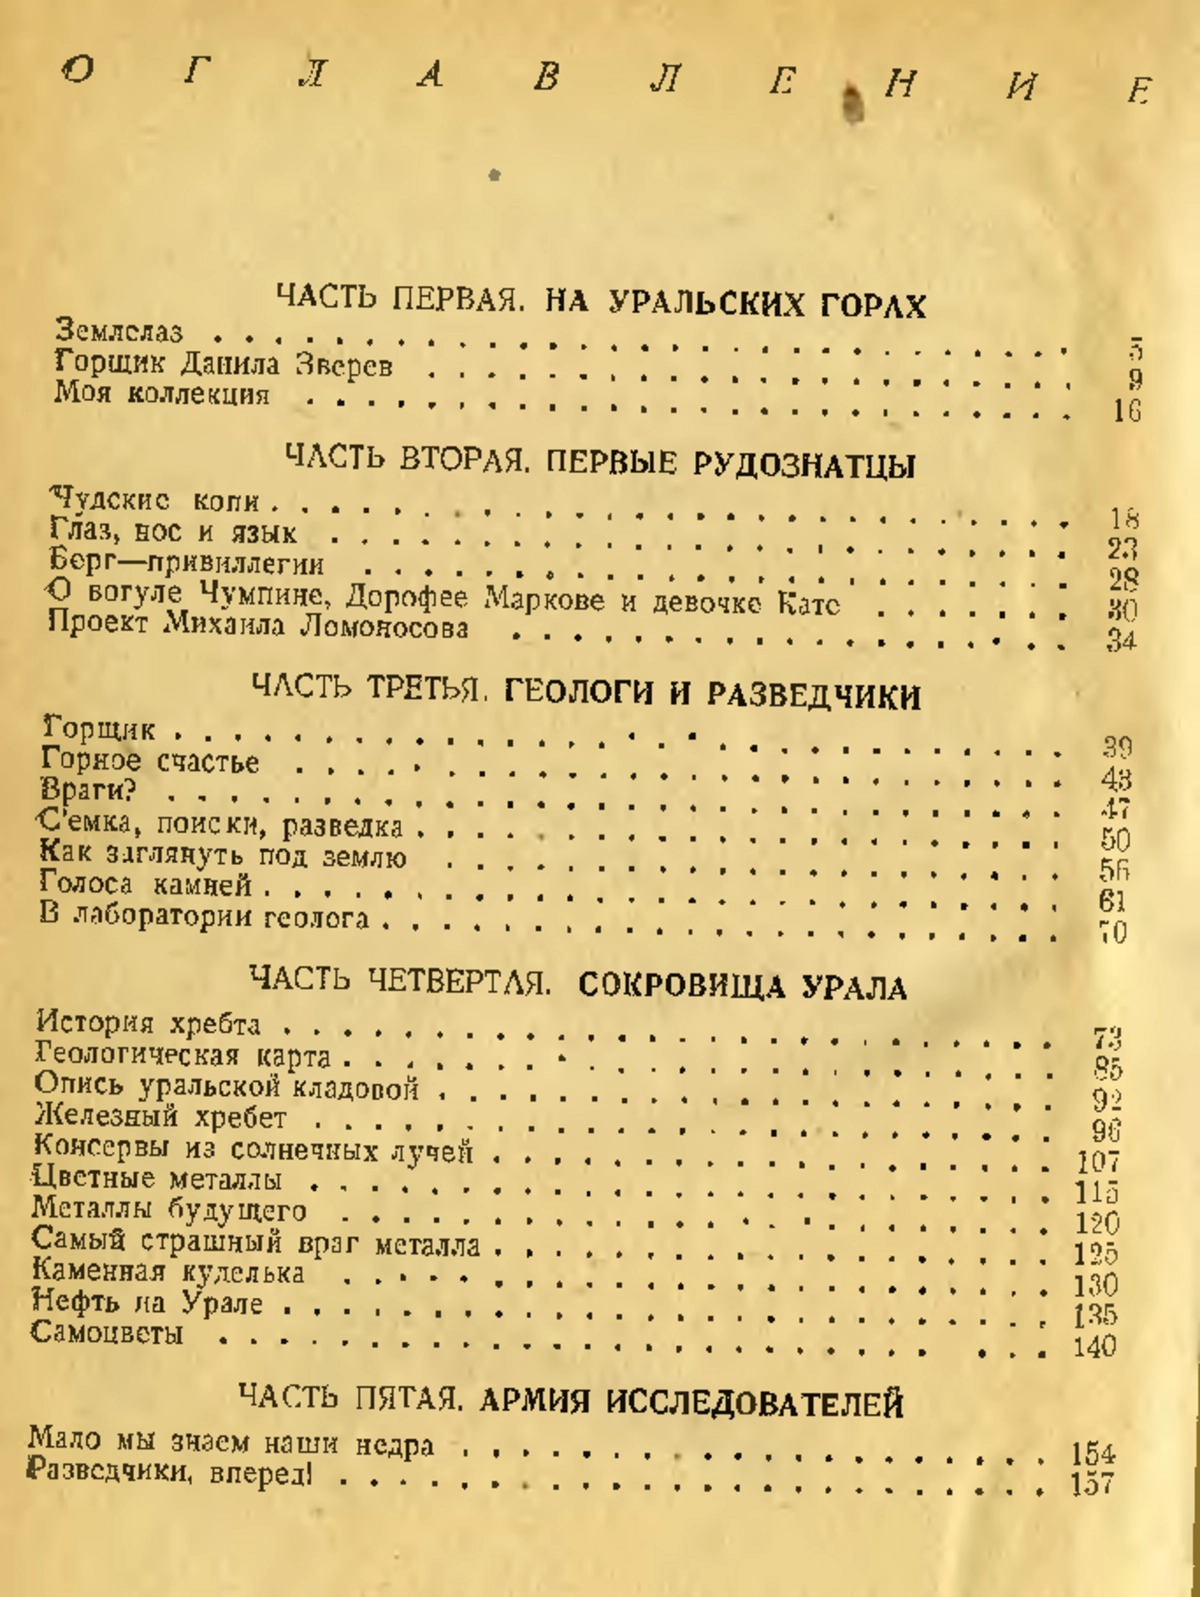 ОГЛАВЛЕНИЕ
ЧАСТЬ ПЕРВАЯ. НА УРАЛЬСКИХ ГОРАХ
Землелаз . . . . . . . . . . . . . . . . . . . . . . . . . . . . 5
Горщик Данила Зверев . . . . . . . . . . . . . . . . . . . . . . 9
Моя коллекция . . . . . . . . . . . . . . . . . . . . . . . . . . 16
ЧАСТЬ ВТОРАЯ. ПЕРВЫЕ РУДОЗНАТЦЫ
Чудские копи . . . . . . . . . . . . . . . . . . . . . . . . . . . 18
Глаз, нос и язык . . . . . . . . . . . . . . . . . . . . . . . . . 23
Берг—привиллегии . . . . . . . . . . . . . . . . . . . . . . . . 28
О вогуле Чумпине, Дорофее Маркове и девочке Кате . . . . . . . 30
Проект Михаила Ломоносова . . . . . . . . . . . . . . . . . . . 34
ЧАСТЬ ТРЕТЬЯ. ГЕОЛОГИ И РАЗВЕДЧИКИ
Горщик . . . . . . . . . . . . . . . . . . . . . . . . . . . . . . 39
Горное счастье . . . . . . . . . . . . . . . . . . . . . . . . . . 43
Враги? . . . . . . . . . . . . . . . . . . . . . . . . . . . . . . 47
С'емка, поиски, разведка . . . . . . . . . . . . . . . . . . . . . . 50
Как заглянуть под землю . . . . . . . . . . . . . . . . . . . . . 56
Голоса камней . . . . . . . . . . . . . . . . . . . . . . . . . . . 61
В лаборатории геолога . . . . . . . . . . . . . . . . . . . . . . . 70
ЧАСТЬ ЧЕТВЕРТАЯ. СОКРОВИЩА УРАЛА
История хребта . . . . . . . . . . . . . . . . . . . . . . . . . . 73
Геологическая карта . . . . . . . . . . . . . . . . . . . . . . . . 85
Опись уральской кладовой . . . . . . . . . . . . . . . . . . . . . 92
Железный хребет . . . . . . . . . . . . . . . . . . . . . . . . . 96
Консервы из солнечных лучей . . . . . . . . . . . . . . . . . . . 107
Цветные металлы . . . . . . . . . . . . . . . . . . . . . . . . . 115
Металлы будущего . . . . . . . . . . . . . . . . . . . . . . . . 120
Самый страшный враг металла . . . . . . . . . . . . . . . . . . . 125
Каменная куделька . . . . . . . . . . . . . . . . . . . . . . . . 130
Нефть на Урале . . . . . . . . . . . . . . . . . . . . . . . . . . 135
Самоцветы . . . . . . . . . . . . . . . . . . . . . . . . . . . 140
ЧАСТЬ ПЯТАЯ. АРМИЯ ИССЛЕДОВАТЕЛЕЙ
Мало мы знаем наши недра . . . . . . . . . . . . . . . . . . . . 154
Разведчики, вперед! . . . . . . . . . . . . . . . . . . . . . . . . 157